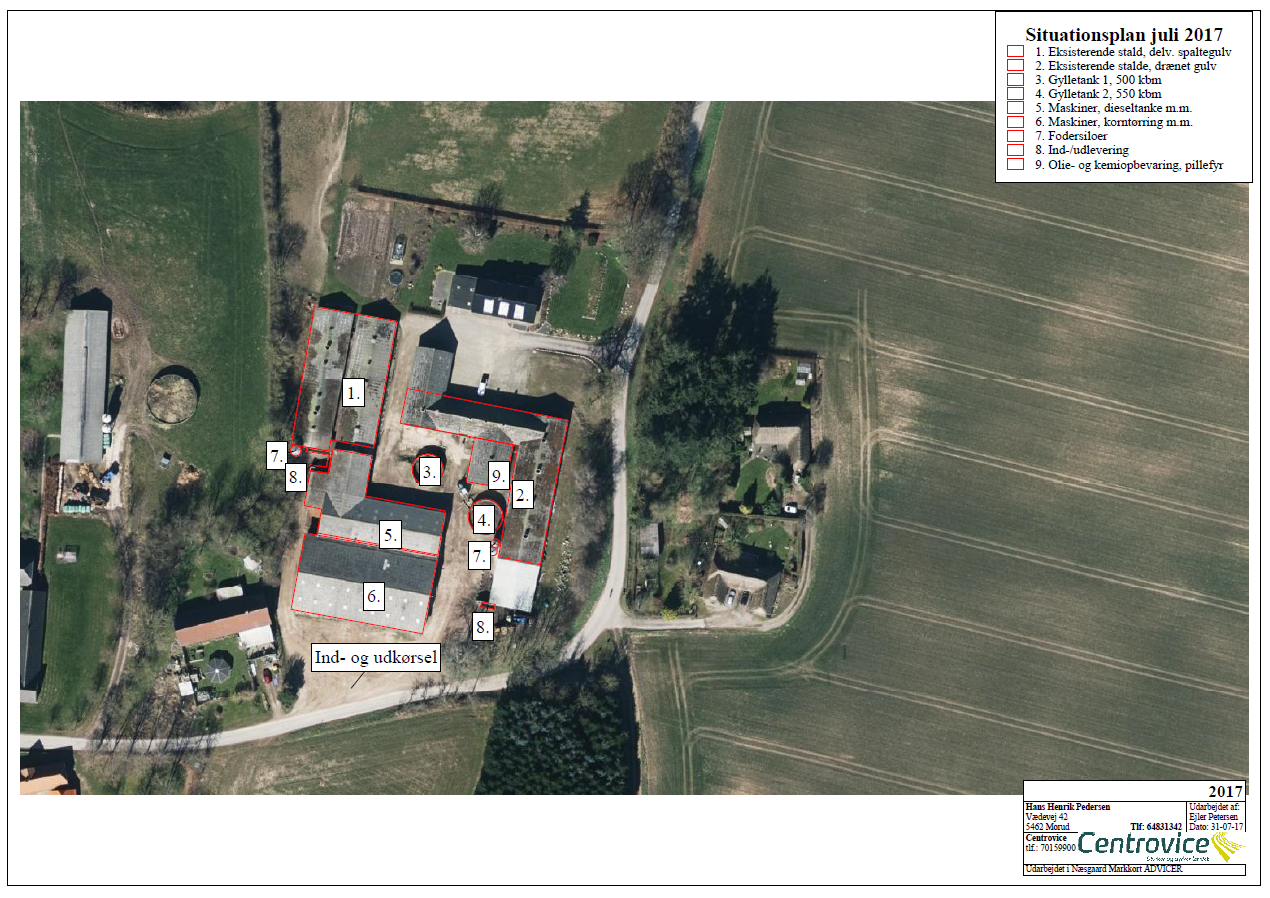 Situationsplan juli 2017
1. Eksisterende stald, delv. spaltegulv
2. Eksisterende stalde, drænet gulv
3. Gylletank 1, 500 kbm
4. Gylletank 2, 550 kbm
5. Maskiner, dieseltanke m.m.
6. Maskiner, korntørring m.m.
7. Fodersiloer
8. Ind-/udlevering
9. Olie- og kemiopbevaring, pillefyr
1.
7.
8.
3.
9.
2.
4.
5.
7.
6.
8.
Ind- og udkørsel
2017
Hans Henrik Pedersen
Vædevej 42
5462 Morud Tlf: 64831342
Udarbejdet af:
Ejler Petersen
Dato: 31-07-17
Centrovice
tlf.: 70159900
Centrovice
Udarbejdet i Næsgaard Markkort ADVICER